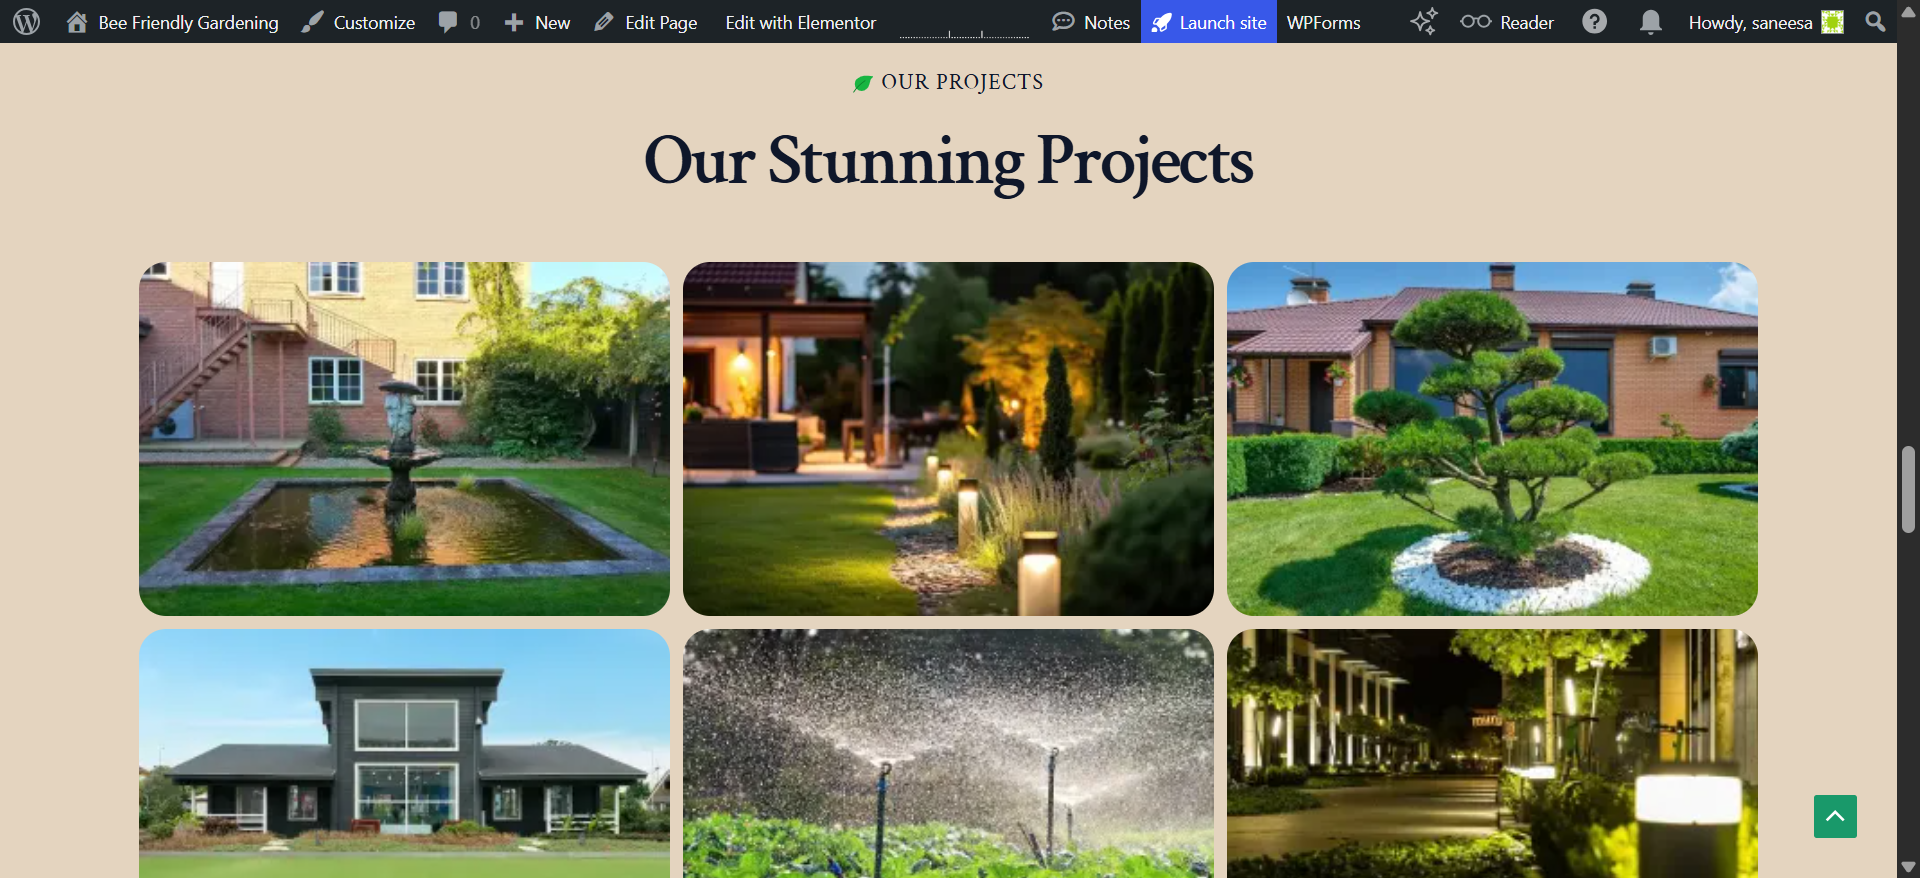 Bee Friendly Gardening Customize 0 New Edit Page Edit with Elementor Notes Launch site WPForms Reader Howdy, saneesa
OUR PROJECTS
Our Stunning Projects